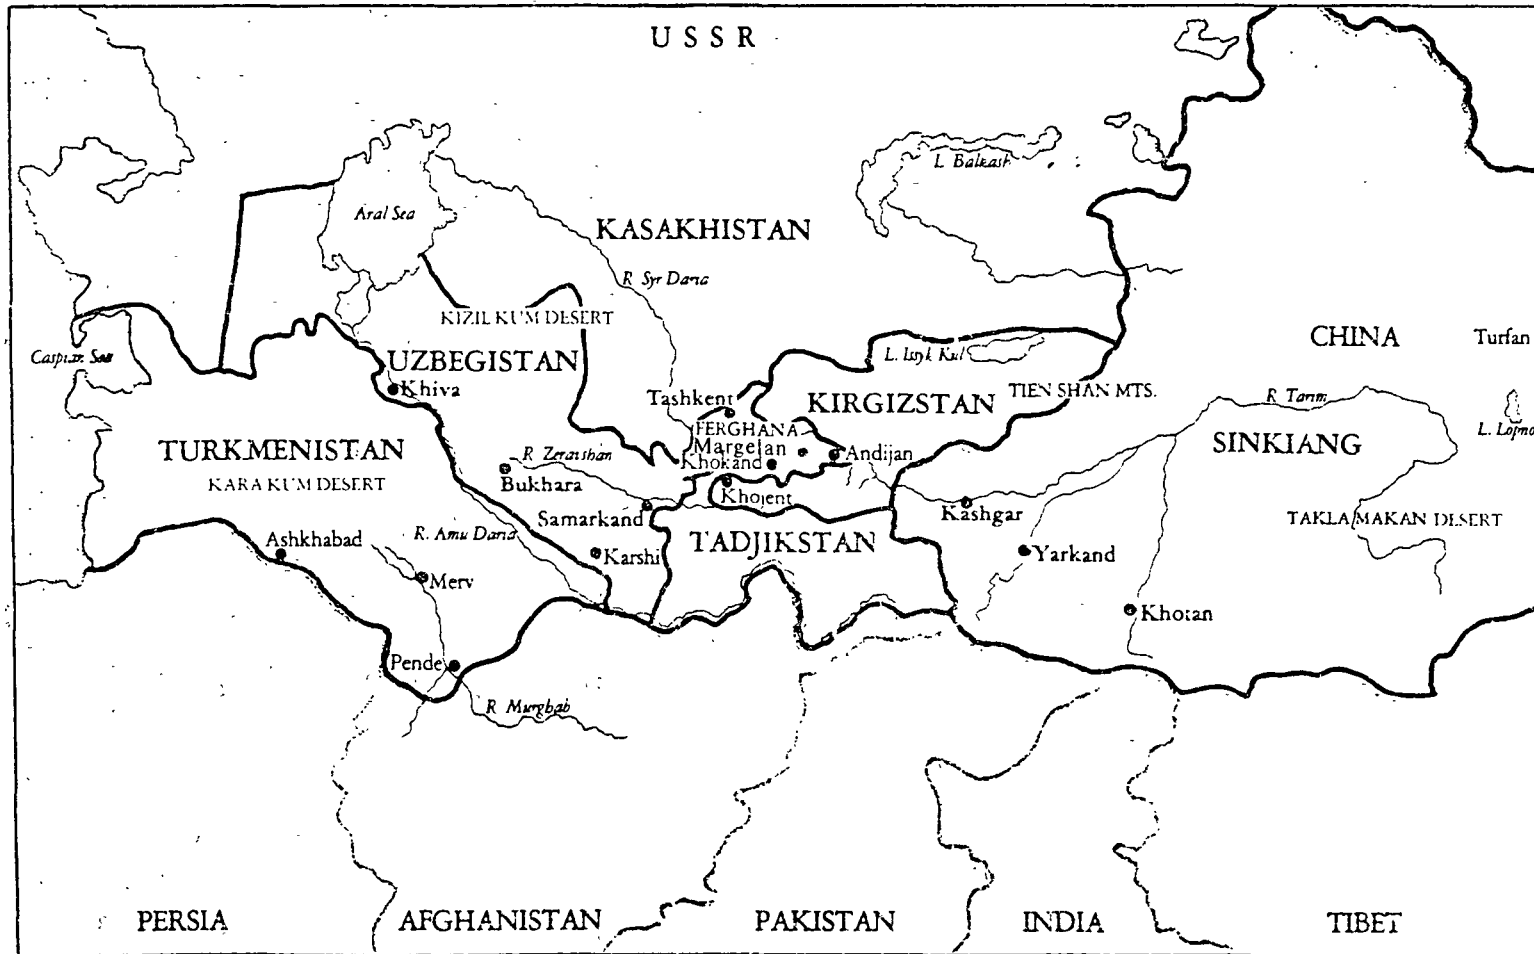 USSR
L. Balkash
Aral Sea
KASAKHISTAN
R Syr Daria
KIZIL KUM DESERT
CHINA
Turfan
Caspian Sea
UZBEGISTAN
L. Issyk Kul
Khiva
Tashkent
KIRGIZSTAN
TIEN SHAN MTS.
R Tarim
FERGHANA
L. Lopno
TURKMENISTAN
R Zerafshan
Margelan
Khokand
Andijan
SINKIANG
KARA KUM DESERT
Bukhara
Khojent
Samarkand
Kashgar
TAKLA MAKAN DESERT
Ashkhabad
R. Amu Daria
Karshi
TADJIKSTAN
Yarkand
Merv
Khotan
Pende
R Murghab
PERSIA
AFGHANISTAN
PAKISTAN
INDIA
TIBET